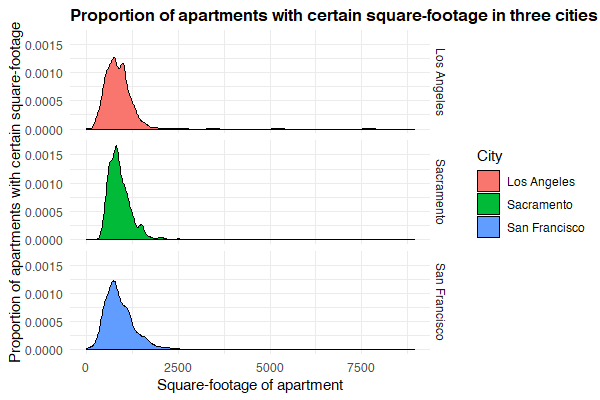 Proportion of apartments with certain square-footage in three cities
Proportion of apartments with certain square-footage
0.0015
0.0010
0.0005
0.0000
Los Angeles
0.0015
0.0010
0.0005
0.0000
Sacramento
0.0015
0.0010
0.0005
0.0000
San Francisco
0
2500
5000
7500
Square-footage of apartment
City
Los Angeles
Sacramento
San Francisco